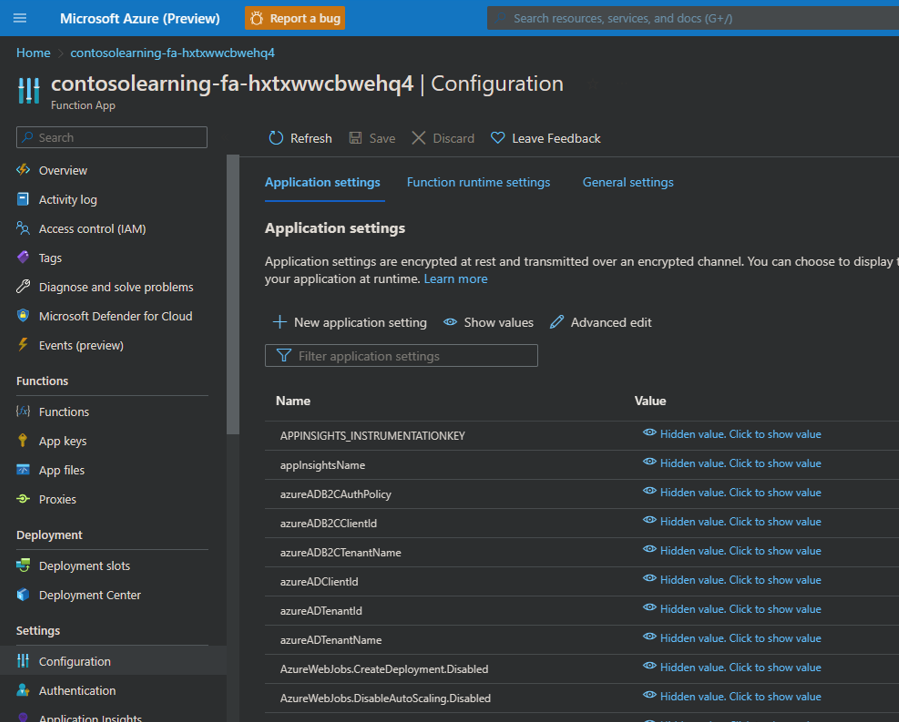 Microsoft Azure (Preview)
Report a bug
Search resources, services, and docs (G+/)
Home > contosolearning-fa-hxtxwwcbwehq4
contosolearning-fa-hxtxwwcbwehq4 | Configuration
Function App
Search
Overview
Activity log
Access control (IAM)
Tags
Diagnose and solve problems
Microsoft Defender for Cloud
Events (preview)
Functions
Functions
App keys
App files
Proxies
Deployment
Deployment slots
Deployment Center
Settings
Configuration
Authentication
Application Insights
Refresh Save Discard Leave Feedback
Application settings Function runtime settings General settings
Application settings
Application settings are encrypted at rest and transmitted over an encrypted channel. You can choose to display
your application at runtime. Learn more
New application setting Show values Advanced edit
Filter application settings
Name Value
APPINSIGHTS_INSTRUMENTATIONKEY Hidden value. Click to show value
appInsightsName Hidden value. Click to show value
azureADB2CAuthPolicy Hidden value. Click to show value
azureADB2CClientId Hidden value. Click to show value
azureADB2CTenantName Hidden value. Click to show value
azureADClientId Hidden value. Click to show value
azureADTenantId Hidden value. Click to show value
azureADTenantName Hidden value. Click to show value
AzureWebJobs.CreateDeployment.Disabled Hidden value. Click to show value
AzureWebJobs.DisableAutoScaling.Disabled Hidden value. Click to show value